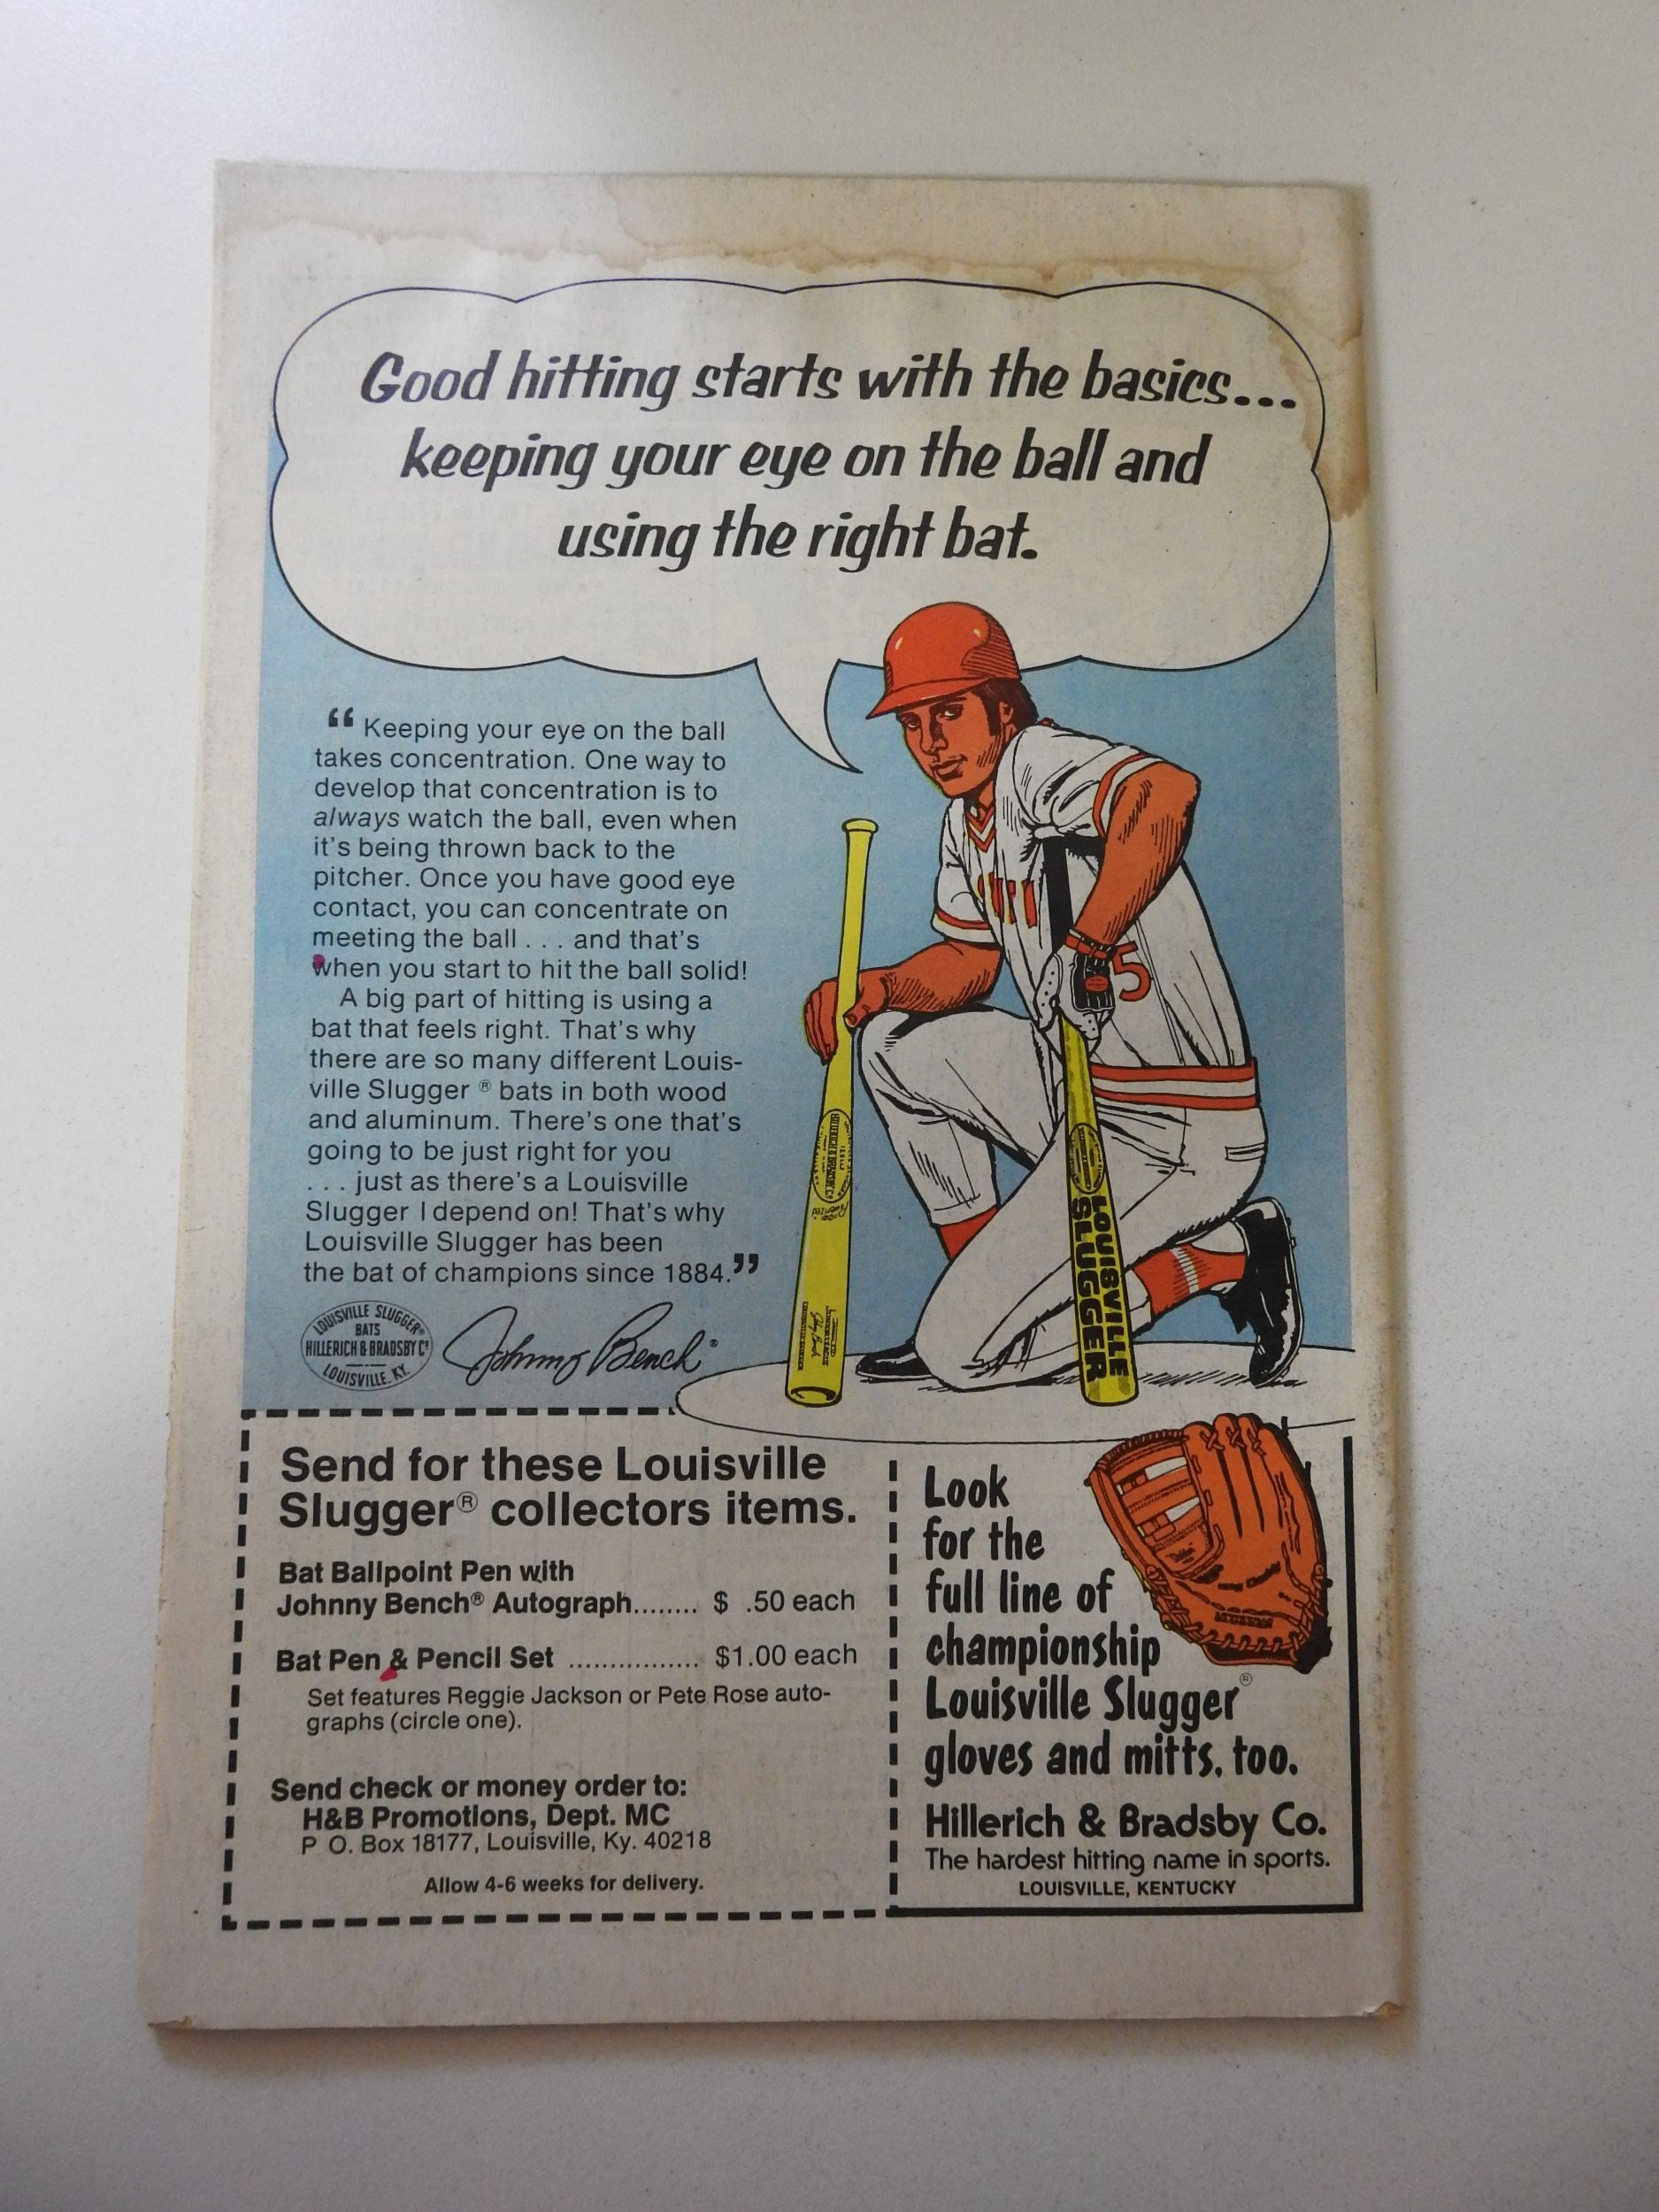 Good hitting starts with the basics...
keeping your eye on the ball and
using the right bat.
“ Keeping your eye on the ball
takes concentration. One way to
develop that concentration is to
always watch the ball, even when
it's being thrown back to the
pitcher. Once you have good eye
contact, you can concentrate on
meeting the ball . . . and that's
when you start to hit the ball solid!
A big part of hitting is using a
bat that feels right. That's why
there are so many different Louis-
ville Slugger ® bats in both wood
and aluminum. There's one that's
going to be just right for you
. . . just as there's a Louisville
Slugger I depend on! That's why
Louisville Slugger has been
the bat of champions since 1884.”
LOUISVILLE SLUGGER®
BATS
HILLERICH & BRADSBY Cº
LOUISVILLE. KY.
Johnny Bench®
5
HILLERICH & BRADSBY Cº
LOUISVILLE
SLUGGER
Send for these Louisville
Slugger® collectors items.
Bat Ballpoint Pen with
Johnny Bench® Autograph........ $ .50 each
Bat Pen & Pencil Set ................ $1.00 each
Set features Reggie Jackson or Pete Rose auto-
graphs (circle one).
Send check or money order to:
H&B Promotions, Dept. MC
P O. Box 18177, Louisville, Ky. 40218
Allow 4-6 weeks for delivery.
Look
for the
full line of
championship
Louisville Slugger®
gloves and mitts, too.
Hillerich & Bradsby Co.
The hardest hitting name in sports.
LOUISVILLE, KENTUCKY